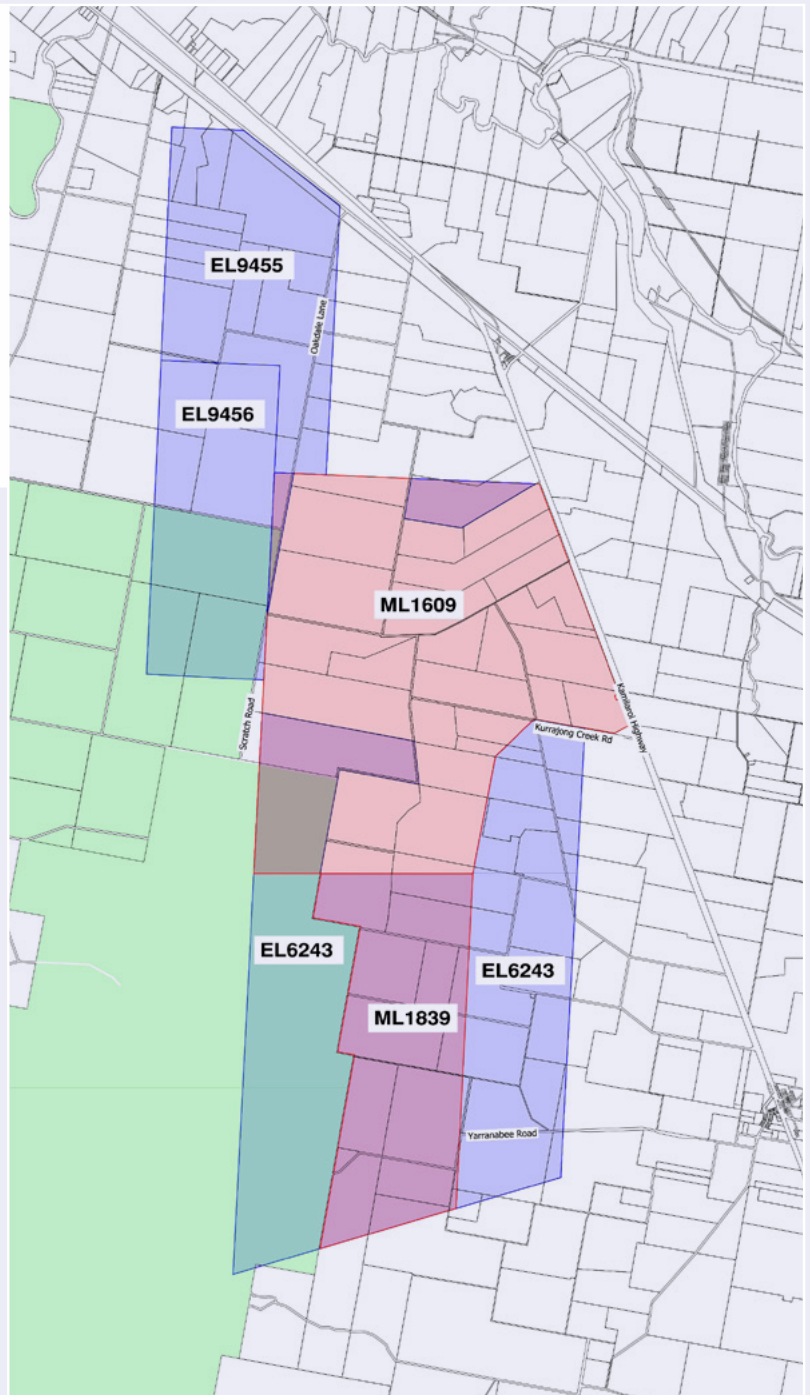 EL9455
Oakdale Lane
EL9456
ML1609
Kamilaroi Highway
Scratch Road
Kurrajong Creek Rd
EL6243
EL6243
ML1839
Yarranabee Road